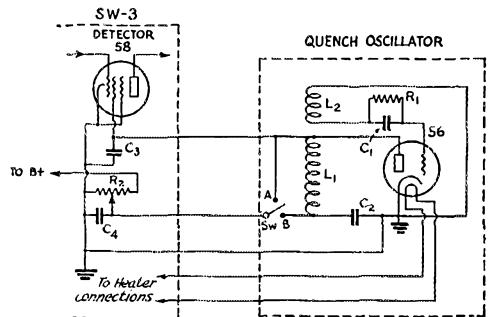 SW-3
DETECTOR
58
QUENCH OSCILLATOR
L2
R1
C1
56
C3
L1
TO B+
R2
A
Sw
B
C2
C4
To Heater
connections